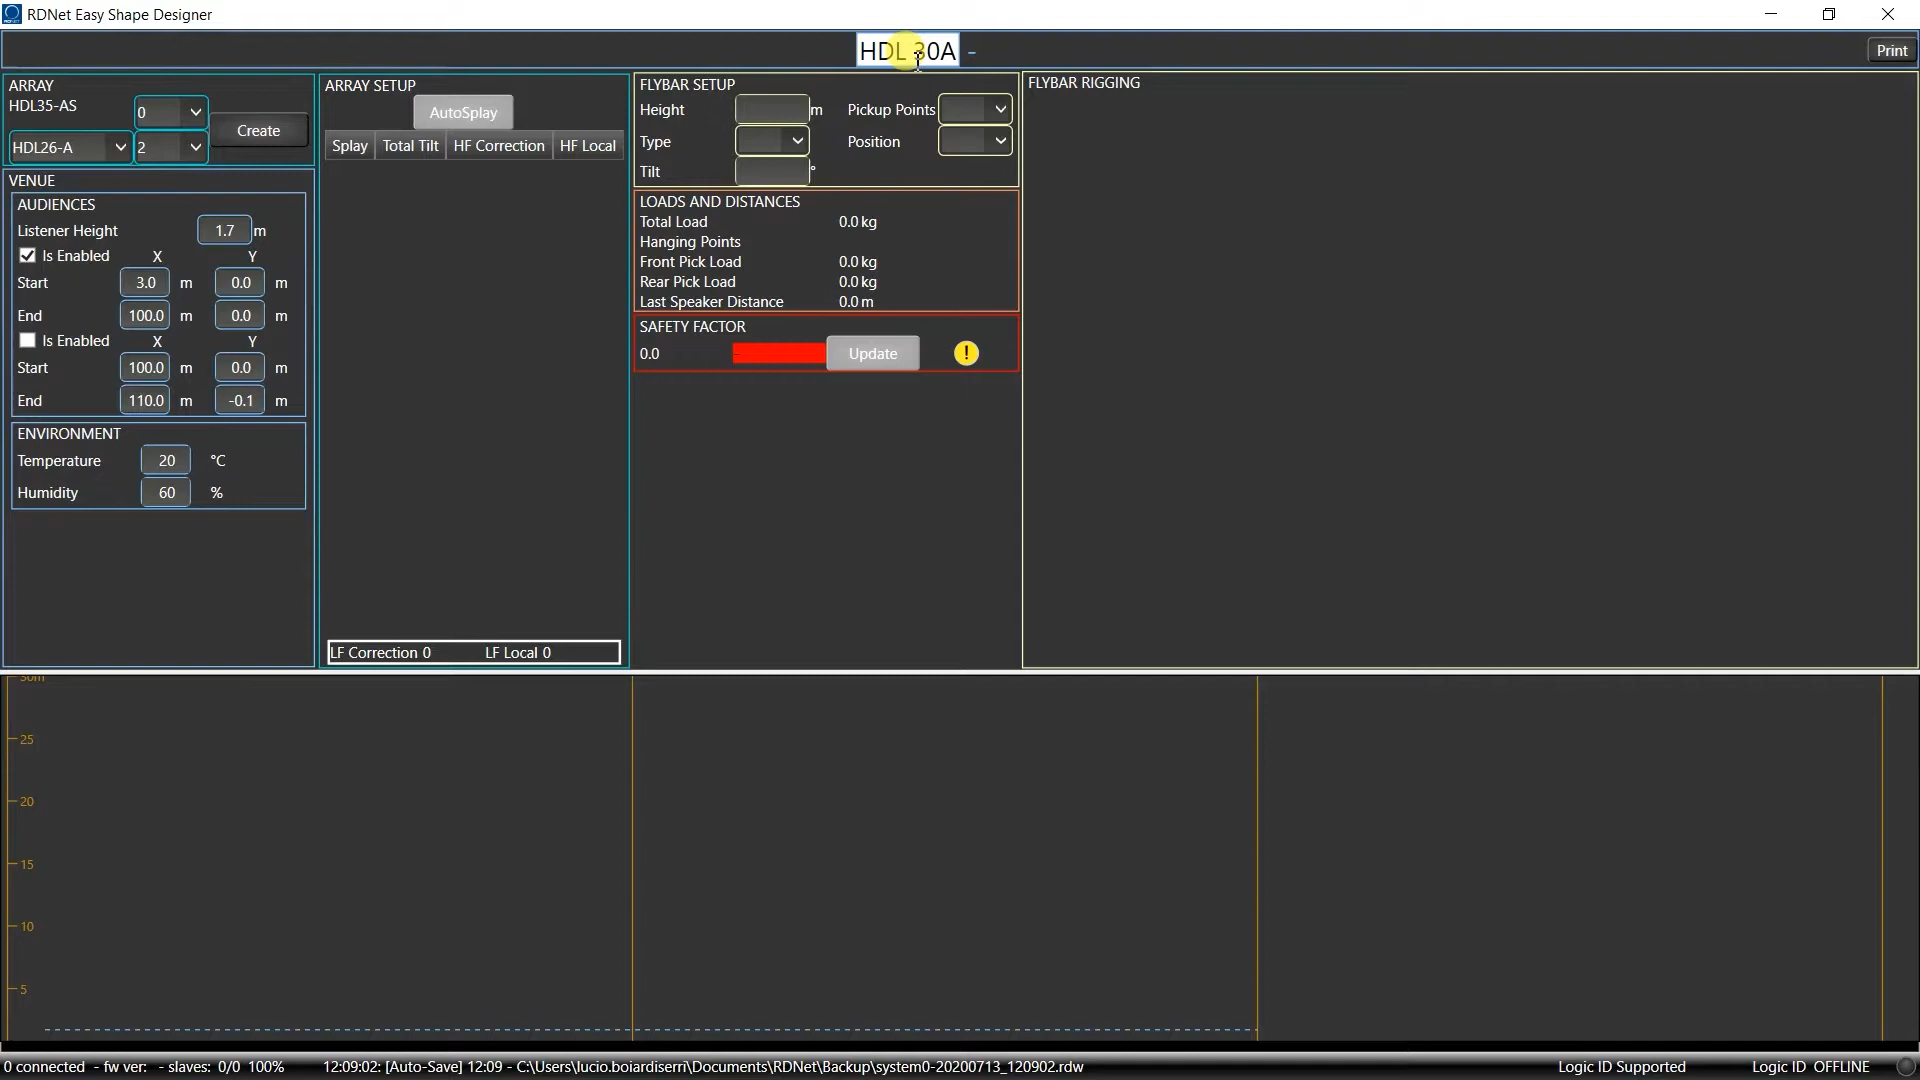 RDNet Easy Shape Designer
HDL 30A -
Print
ARRAY
HDL35-AS
0
Create
HDL26-A
2
VENUE
AUDIENCES
Listener Height 1.7 m
Is Enabled X Y
Start 3.0 m 0.0 m
End 100.0 m 0.0 m
Is Enabled X Y
Start 100.0 m 0.0 m
End 110.0 m -0.1 m
ENVIRONMENT
Temperature 20 °C
Humidity 60 %
ARRAY SETUP
AutoSplay
Splay Total Tilt HF Correction HF Local
LF Correction 0 LF Local 0
FLYBAR SETUP
Height m Pickup Points
Type Position
Tilt °
LOADS AND DISTANCES
Total Load 0.0 kg
Hanging Points
Front Pick Load 0.0 kg
Rear Pick Load 0.0 kg
Last Speaker Distance 0.0 m
SAFETY FACTOR
0.0 Update !
FLYBAR RIGGING
30m
25
20
15
10
5
0 connected - fw ver: - slaves: 0/0 100% 12:09:02: [Auto-Save] 12:09 - C:\Users\lucio.boiardiserri\Documents\RDNet\Backup\system0-20200713_120902.rdw Logic ID Supported Logic ID OFFLINE